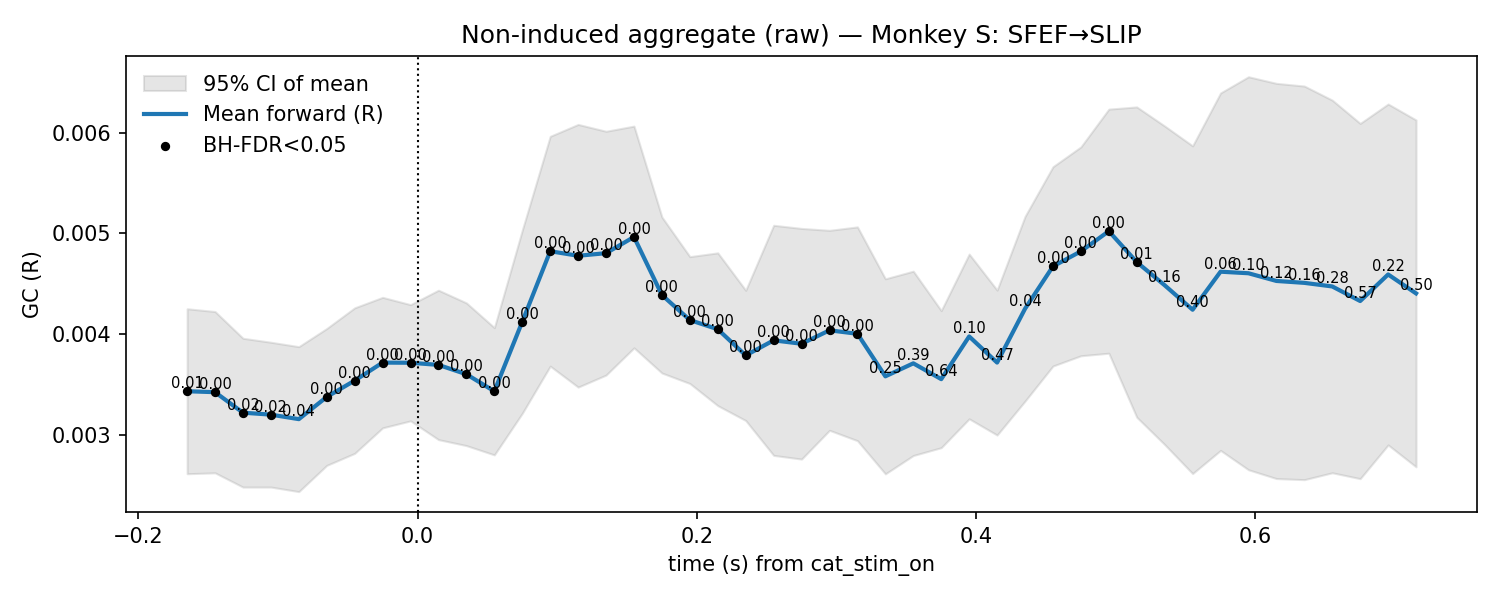 Non-induced aggregate (raw) — Monkey S: SFEF→SLIP
95% CI of mean
Mean forward (R)
BH-FDR<0.05
GC (R)
0.006
0.005
0.004
0.003
0.01 0.00 0.02 0.02 0.04 0.00 0.00 0.00 0.00 0.00 0.00 0.00 0.00 0.00 0.00 0.00 0.00 0.00 0.00 0.00 0.00 0.00 0.00 0.00 0.00 0.25 0.39 0.64 0.10 0.47 0.04 0.00 0.00 0.00 0.01 0.16 0.40 0.06 0.10 0.12 0.16 0.28 0.57 0.22 0.50
−0.2 0.0 0.2 0.4 0.6
time (s) from cat_stim_on